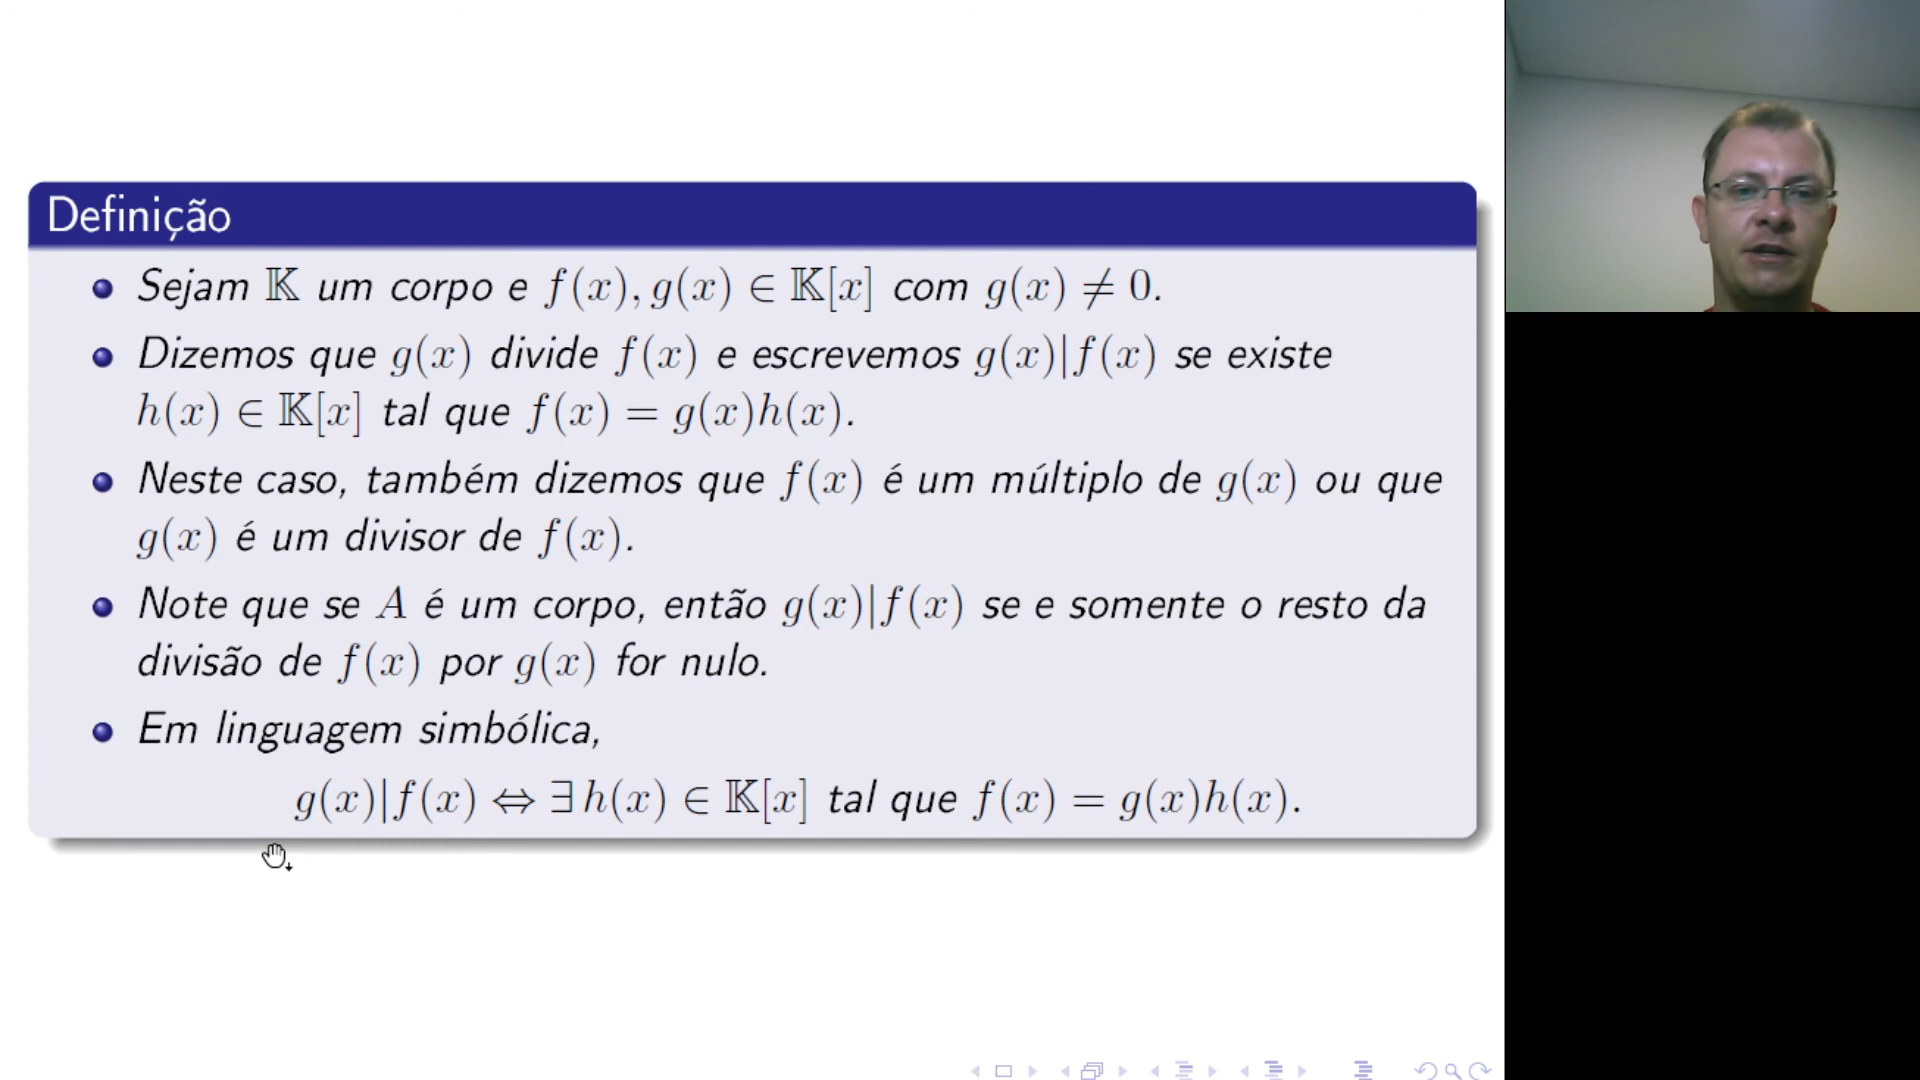 Definição
Sejam 𝕂 um corpo e f(x), g(x) ∈ 𝕂[x] com g(x) ≠ 0.
Dizemos que g(x) divide f(x) e escrevemos g(x)|f(x) se existe
h(x) ∈ 𝕂[x] tal que f(x) = g(x)h(x).
Neste caso, também dizemos que f(x) é um múltiplo de g(x) ou que
g(x) é um divisor de f(x).
Note que se A é um corpo, então g(x)|f(x) se e somente o resto da
divisão de f(x) por g(x) for nulo.
Em linguagem simbólica,
g(x)|f(x) ⇔ ∃ h(x) ∈ 𝕂[x] tal que f(x) = g(x)h(x).